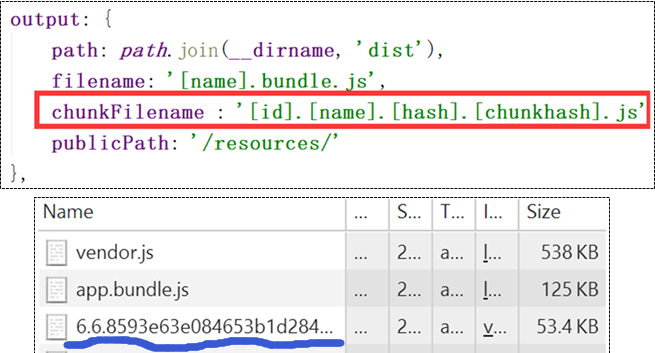 output: {
path: path.join(__dirname, 'dist'),
filename: '[name].bundle.js',
chunkFilename : '[id].[name].[hash].[chunkhash].js'
publicPath: '/resources/'
},
Name ... S... T... I... Size
vendor.js ... 2... a... l... 538 KB
app.bundle.js ... 2... a... l... 125 KB
6.6.8593e63e084653b1d284... ... 2... a... v... 53.4 KB